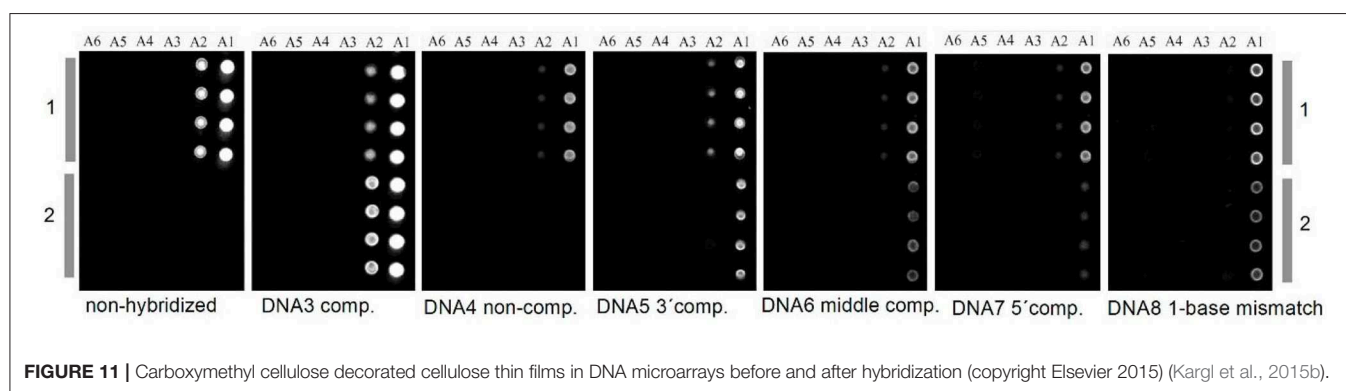 A6 A5 A4 A3 A2 A1 A6 A5 A4 A3 A2 A1 A6 A5 A4 A3 A2 A1 A6 A5 A4 A3 A2 A1 A6 A5 A4 A3 A2 A1 A6 A5 A4 A3 A2 A1 A6 A5 A4 A3 A2 A1
1 1
2 2
non-hybridized DNA3 comp. DNA4 non-comp. DNA5 3´comp. DNA6 middle comp. DNA7 5´comp. DNA8 1-base mismatch
FIGURE 11 | Carboxymethyl cellulose decorated cellulose thin films in DNA microarrays before and after hybridization (copyright Elsevier 2015) (Kargl et al., 2015b).